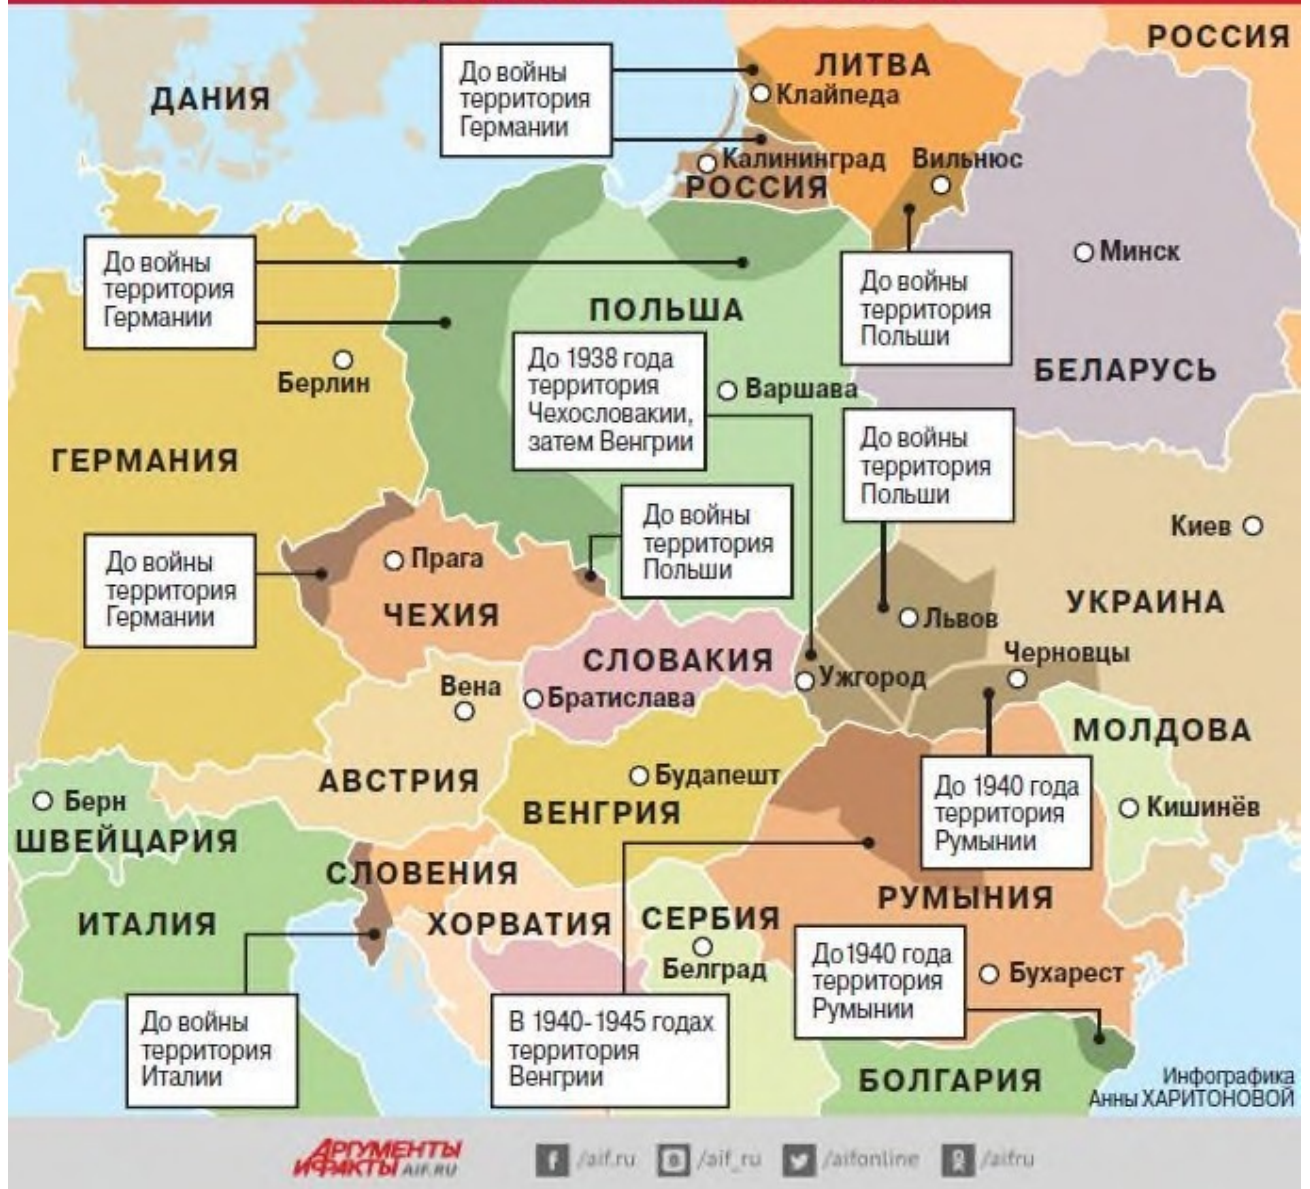 РОССИЯ
ДАНИЯ
До войны
территория
Германии
ЛИТВА
Клайпеда
Калининград
РОССИЯ
Вильнюс
Минск
До войны
территория
Германии
До войны
территория
Польши
ПОЛЬША
БЕЛАРУСЬ
Берлин
До 1938 года
территория
Чехословакии,
затем Венгрии
Варшава
До войны
территория
Польши
ГЕРМАНИЯ
До войны
территория
Польши
Киев
До войны
территория
Германии
Прага
ЧЕХИЯ
УКРАИНА
Львов
Черновцы
СЛОВАКИЯ
Ужгород
Вена
Братислава
МОЛДОВА
АВСТРИЯ
Будапешт
ВЕНГРИЯ
До 1940 года
территория
Румынии
Кишинёв
Берн
ШВЕЙЦАРИЯ
СЛОВЕНИЯ
РУМЫНИЯ
ИТАЛИЯ
ХОРВАТИЯ
СЕРБИЯ
Белград
До 1940 года
территория
Румынии
Бухарест
До войны
территория
Италии
В 1940-1945 годах
территория
Венгрии
БОЛГАРИЯ
Инфографика
Анны ХАРИТОНОВОЙ
АРГУМЕНТЫ
И ФАКТЫ AIF.RU
/aif.ru
/aif_ru
/aifonline
/aifru